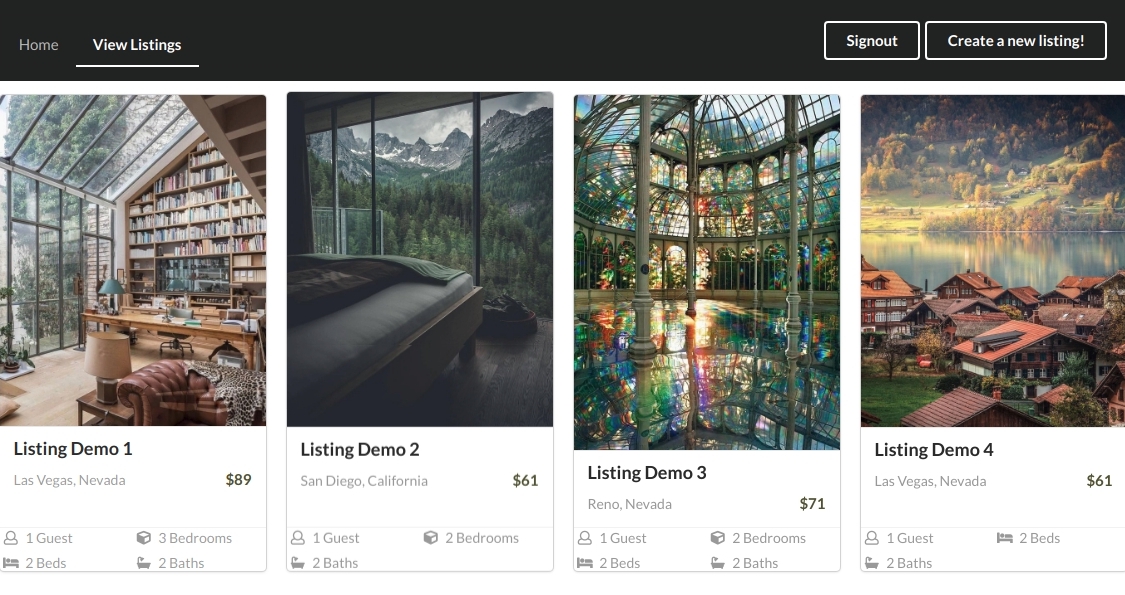 Home View Listings Signout Create a new listing!
Listing Demo 1
Las Vegas, Nevada $89
1 Guest 3 Bedrooms
2 Beds 2 Baths
Listing Demo 2
San Diego, California $61
1 Guest 2 Bedrooms
2 Baths
Listing Demo 3
Reno, Nevada $71
1 Guest 2 Bedrooms
2 Beds 2 Baths
Listing Demo 4
Las Vegas, Nevada $61
1 Guest 2 Beds
2 Baths